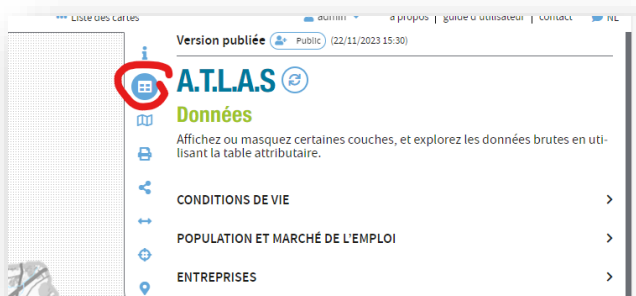 Liste des cartes admin à propos | guide d'utilisateur | contact NL
Version publiée Public (22/11/2023 15:30)
A.T.L.A.S
Données
Affichez ou masquez certaines couches, et explorez les données brutes en uti-
lisant la table attributaire.
CONDITIONS DE VIE
POPULATION ET MARCHÉ DE L'EMPLOI
ENTREPRISES